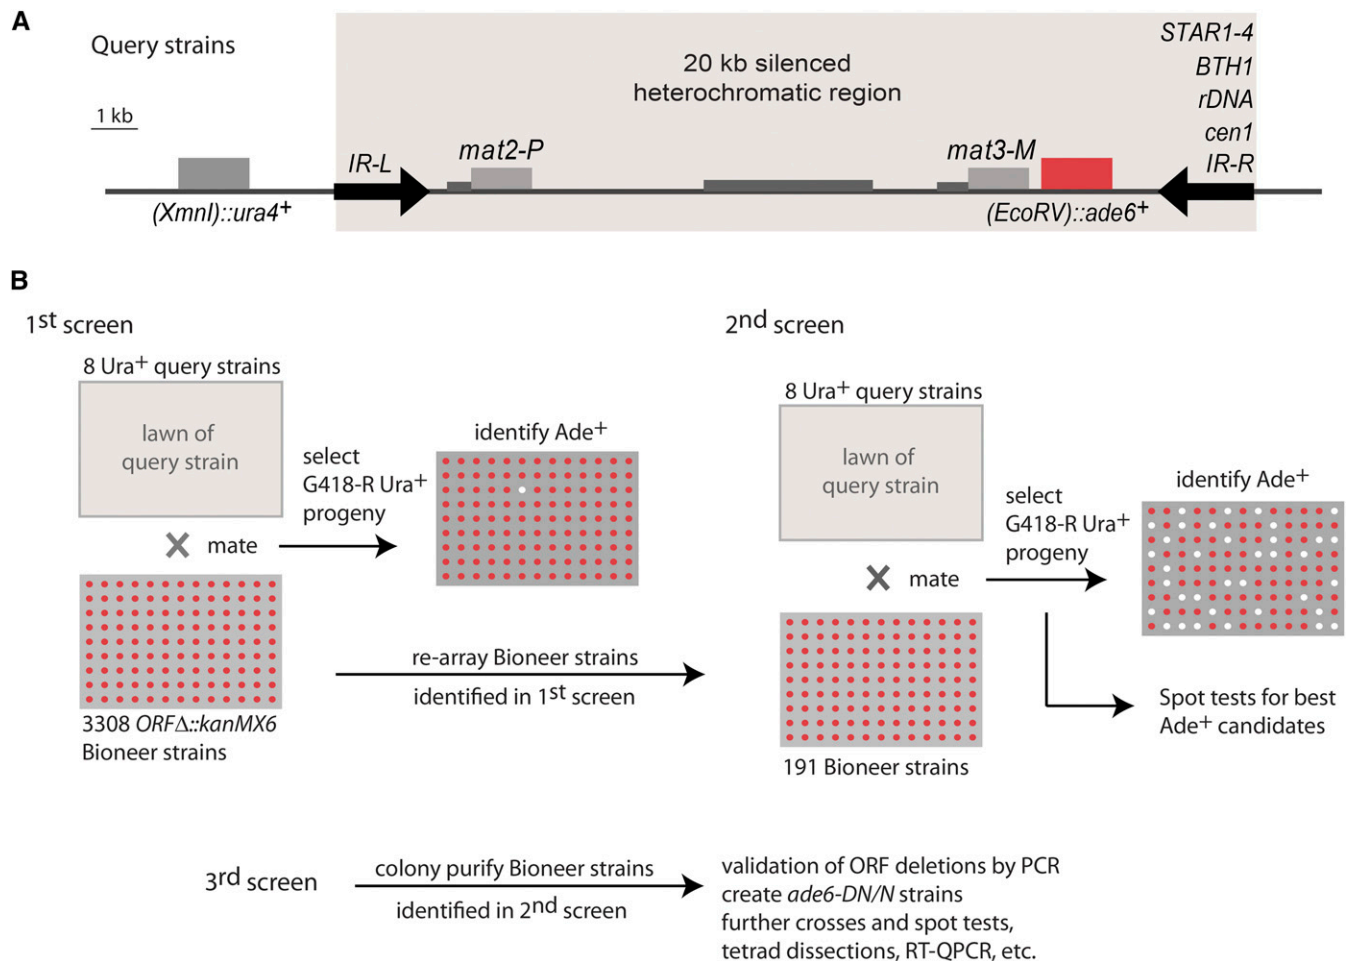 A
Query strains
1 kb
20 kb silenced
heterochromatic region
STAR1-4
BTH1
rDNA
cen1
IR-R
IR-L
mat2-P
mat3-M
(XmnI)::ura4+
(EcoRV)::ade6+
B
1st screen
8 Ura+ query strains
lawn of
query strain
mate
select
G418-R Ura+
progeny
identify Ade+
3308 ORFΔ::kanMX6
Bioneer strains
re-array Bioneer strains
identified in 1st screen
2nd screen
8 Ura+ query strains
lawn of
query strain
mate
select
G418-R Ura+
progeny
identify Ade+
191 Bioneer strains
Spot tests for best
Ade+ candidates
3rd screen
colony purify Bioneer strains
identified in 2nd screen
validation of ORF deletions by PCR
create ade6-DN/N strains
further crosses and spot tests,
tetrad dissections, RT-QPCR, etc.